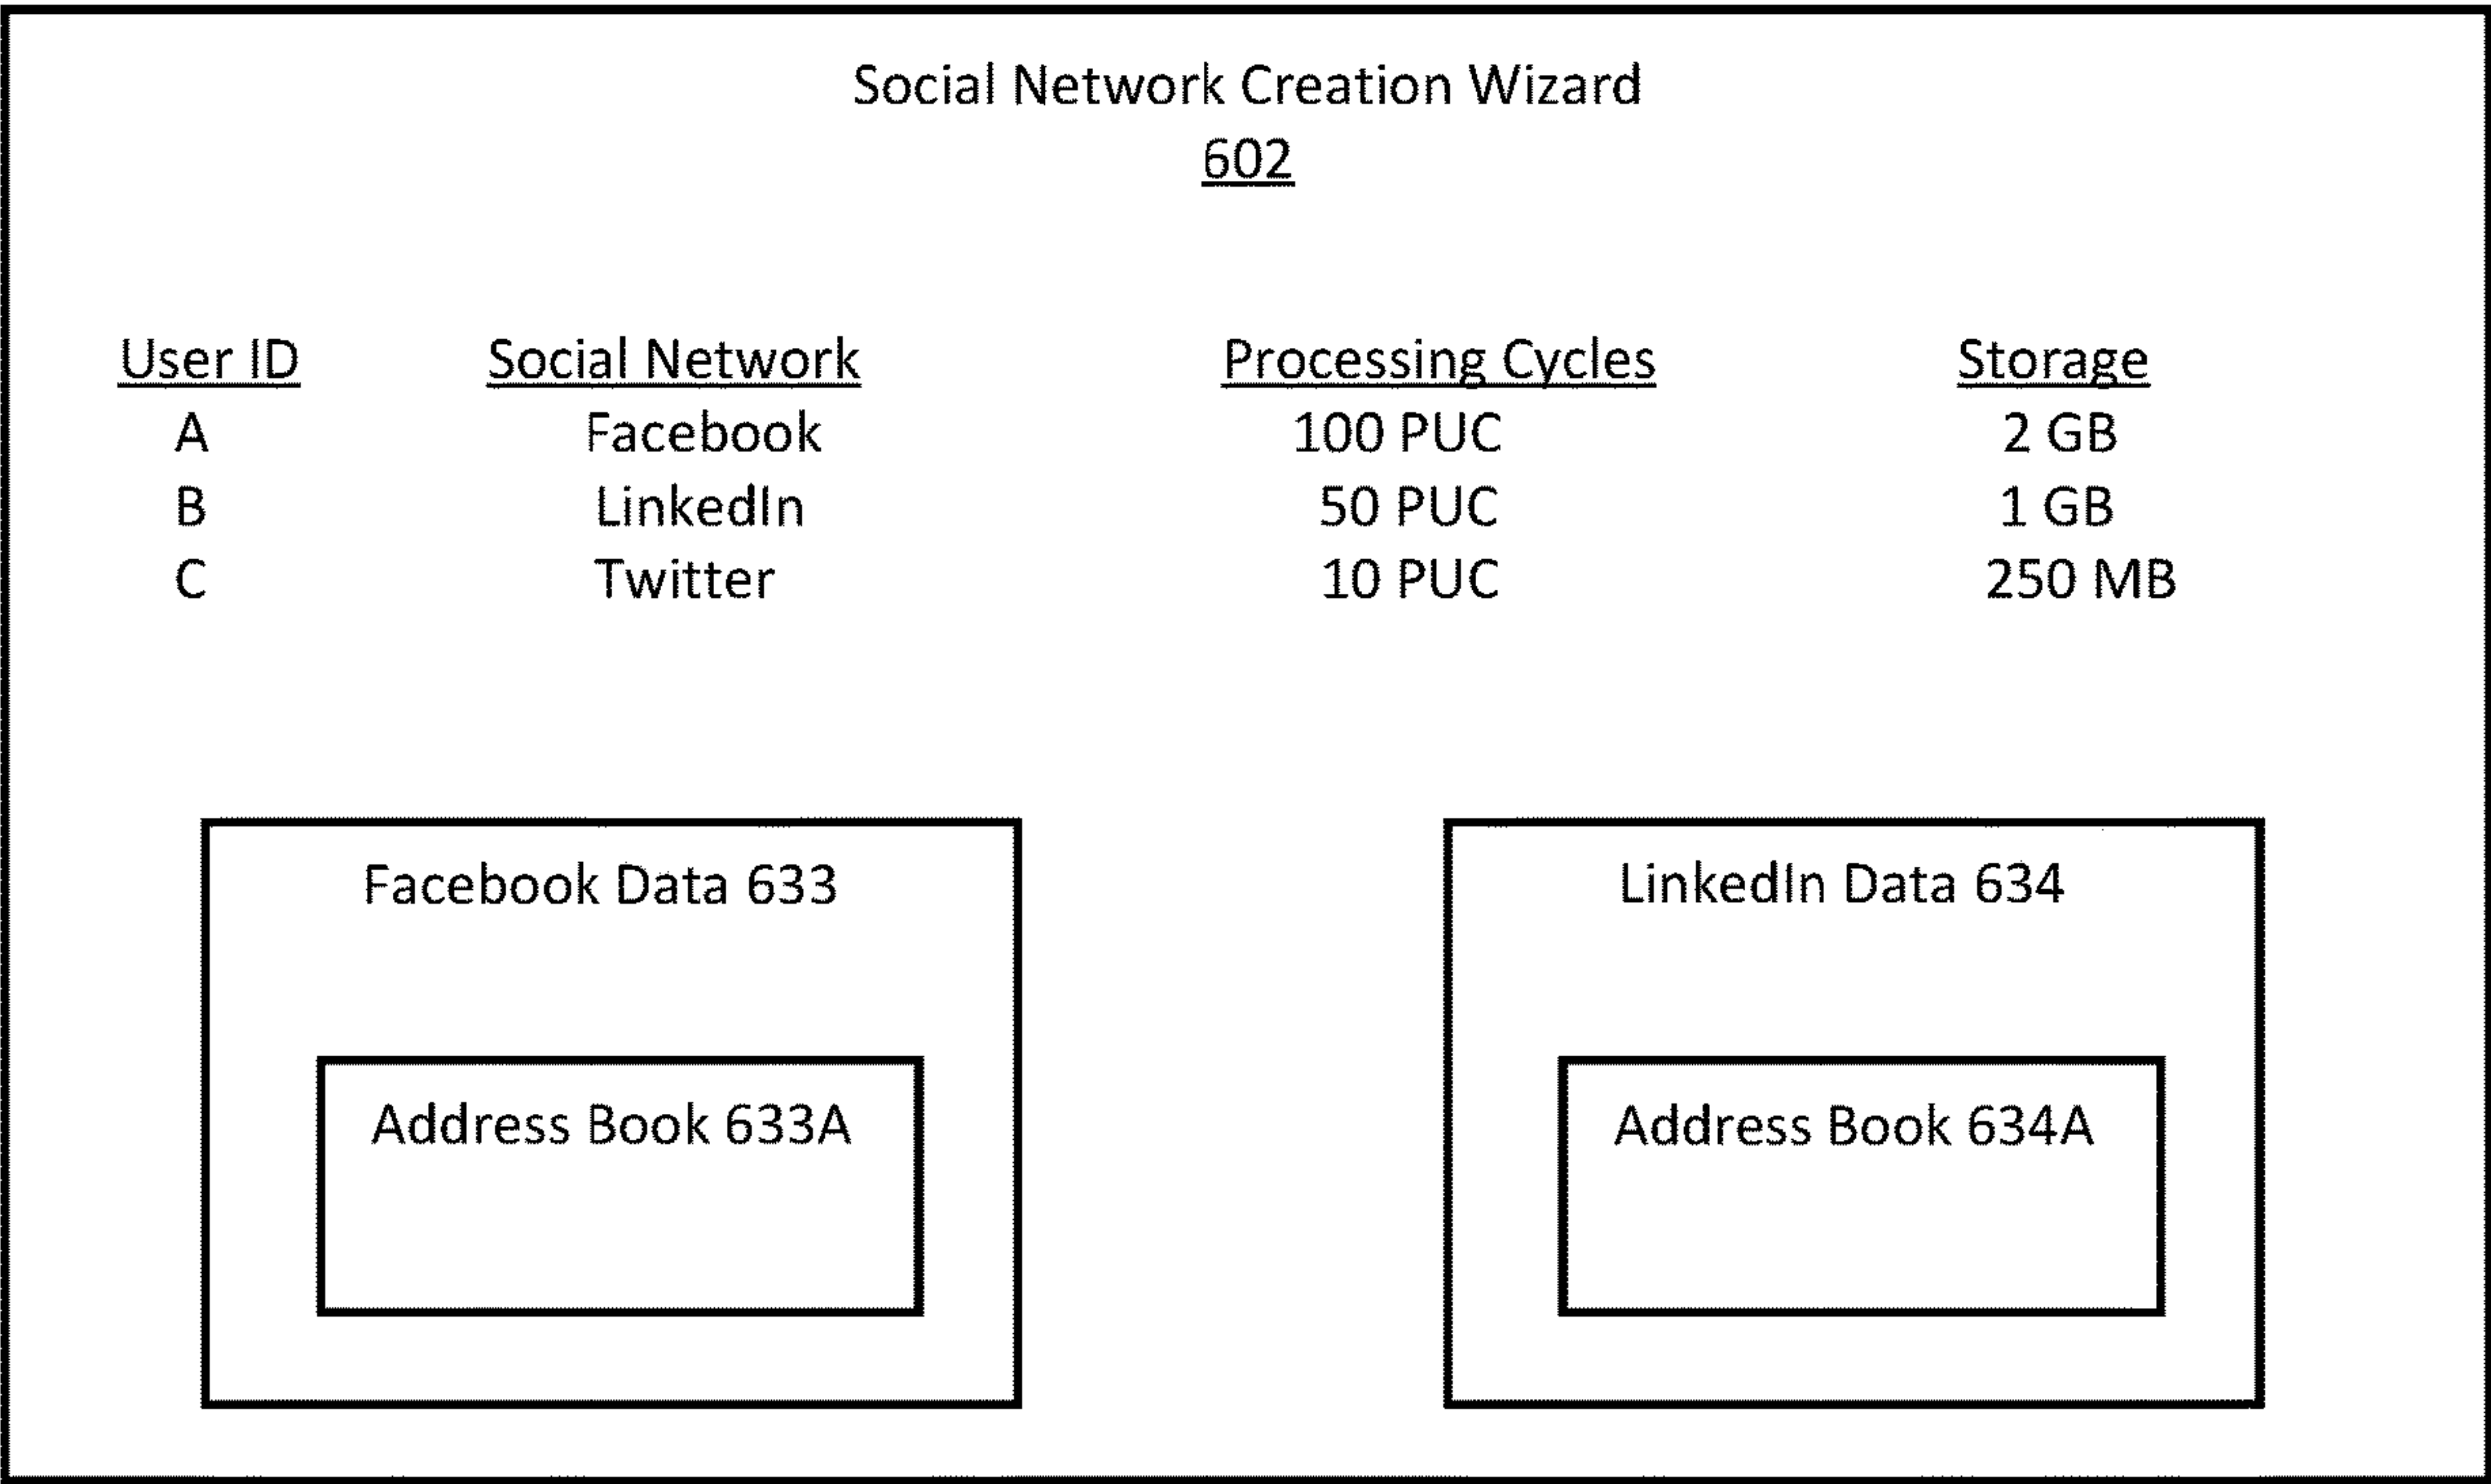 Social Network Creation Wizard
602
User ID Social Network Processing Cycles Storage
A Facebook 100 PUC 2 GB
B LinkedIn 50 PUC 1 GB
C Twitter 10 PUC 250 MB
Facebook Data 633 LinkedIn Data 634
Address Book 633A Address Book 634A